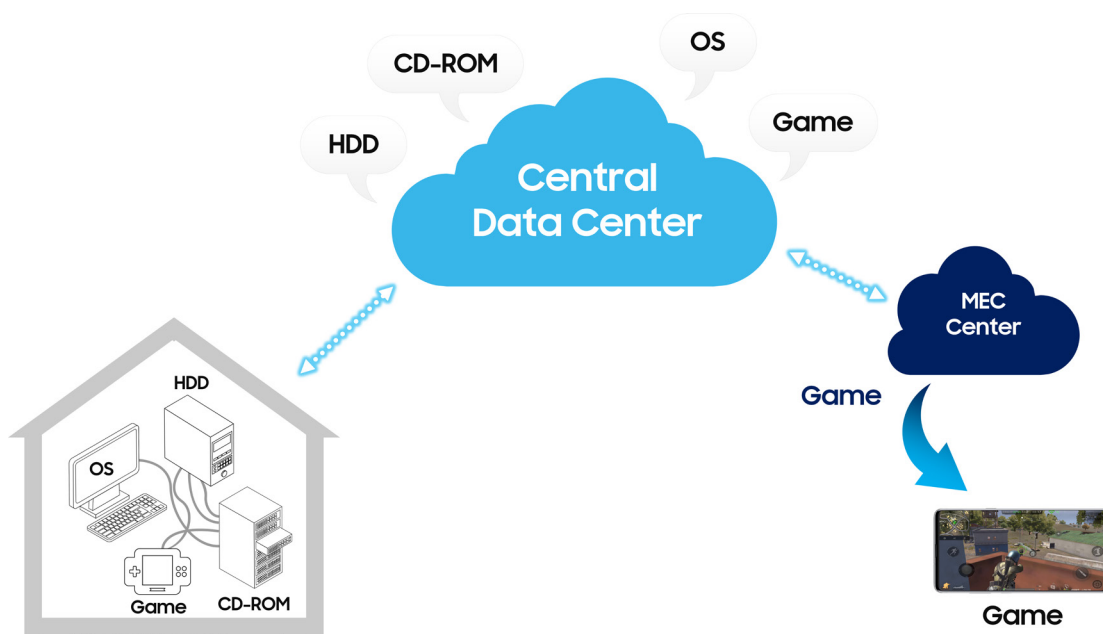 OS
CD-ROM
Game
HDD
Central
Data Center
MEC
Center
Game
HDD
OS
Game
CD-ROM
Game